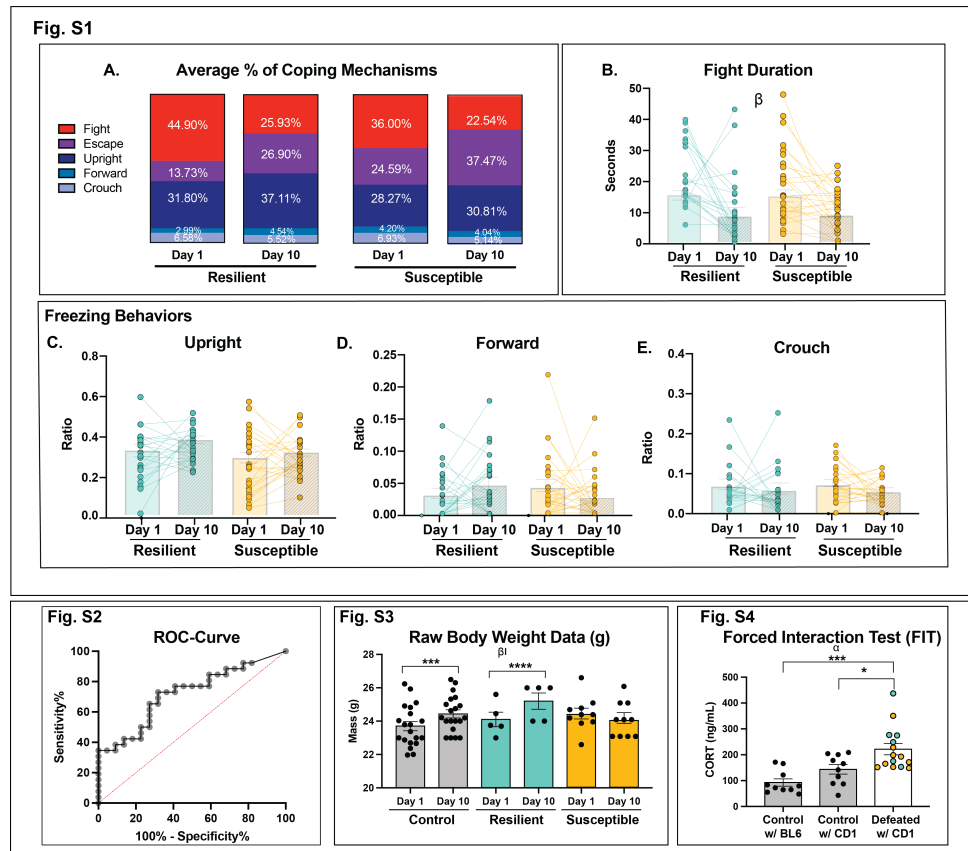 Fig. S1
A. Average % of Coping Mechanisms
Fight
Escape
Upright
Forward
Crouch
44.90%
13.73%
31.80%
2.99%
6.58%
25.93%
26.90%
37.11%
4.54%
5.52%
36.00%
24.59%
28.27%
4.20%
6.93%
22.54%
37.47%
30.81%
4.04%
5.14%
Day 1 Day 10 Day 1 Day 10
Resilient Susceptible
B. Fight Duration
β
Seconds
50
40
30
20
10
0
Day 1 Day 10 Day 1 Day 10
Resilient Susceptible
Freezing Behaviors
C. Upright
Ratio
0.8
0.6
0.4
0.2
0.0
Day 1 Day 10 Day 1 Day 10
Resilient Susceptible
D. Forward
Ratio
0.25
0.20
0.15
0.10
0.05
0.00
Day 1 Day 10 Day 1 Day 10
Resilient Susceptible
E. Crouch
Ratio
0.4
0.3
0.2
0.1
0.0
Day 1 Day 10 Day 1 Day 10
Resilient Susceptible
Fig. S2
ROC-Curve
Sensitivity%
100
80
60
40
20
0
0 20 40 60 80 100
100% - Specificity%
Fig. S3
Raw Body Weight Data (g)
βI
*** ****
Mass (g)
26
24
22
20
Day 1 Day 10 Day 1 Day 10 Day 1 Day 10
Control Resilient Susceptible
Fig. S4
Forced Interaction Test (FIT)
α
***
*
CORT (ng/mL)
500
400
300
200
100
0
Control Control Defeated
w/ BL6 w/ CD1 w/ CD1